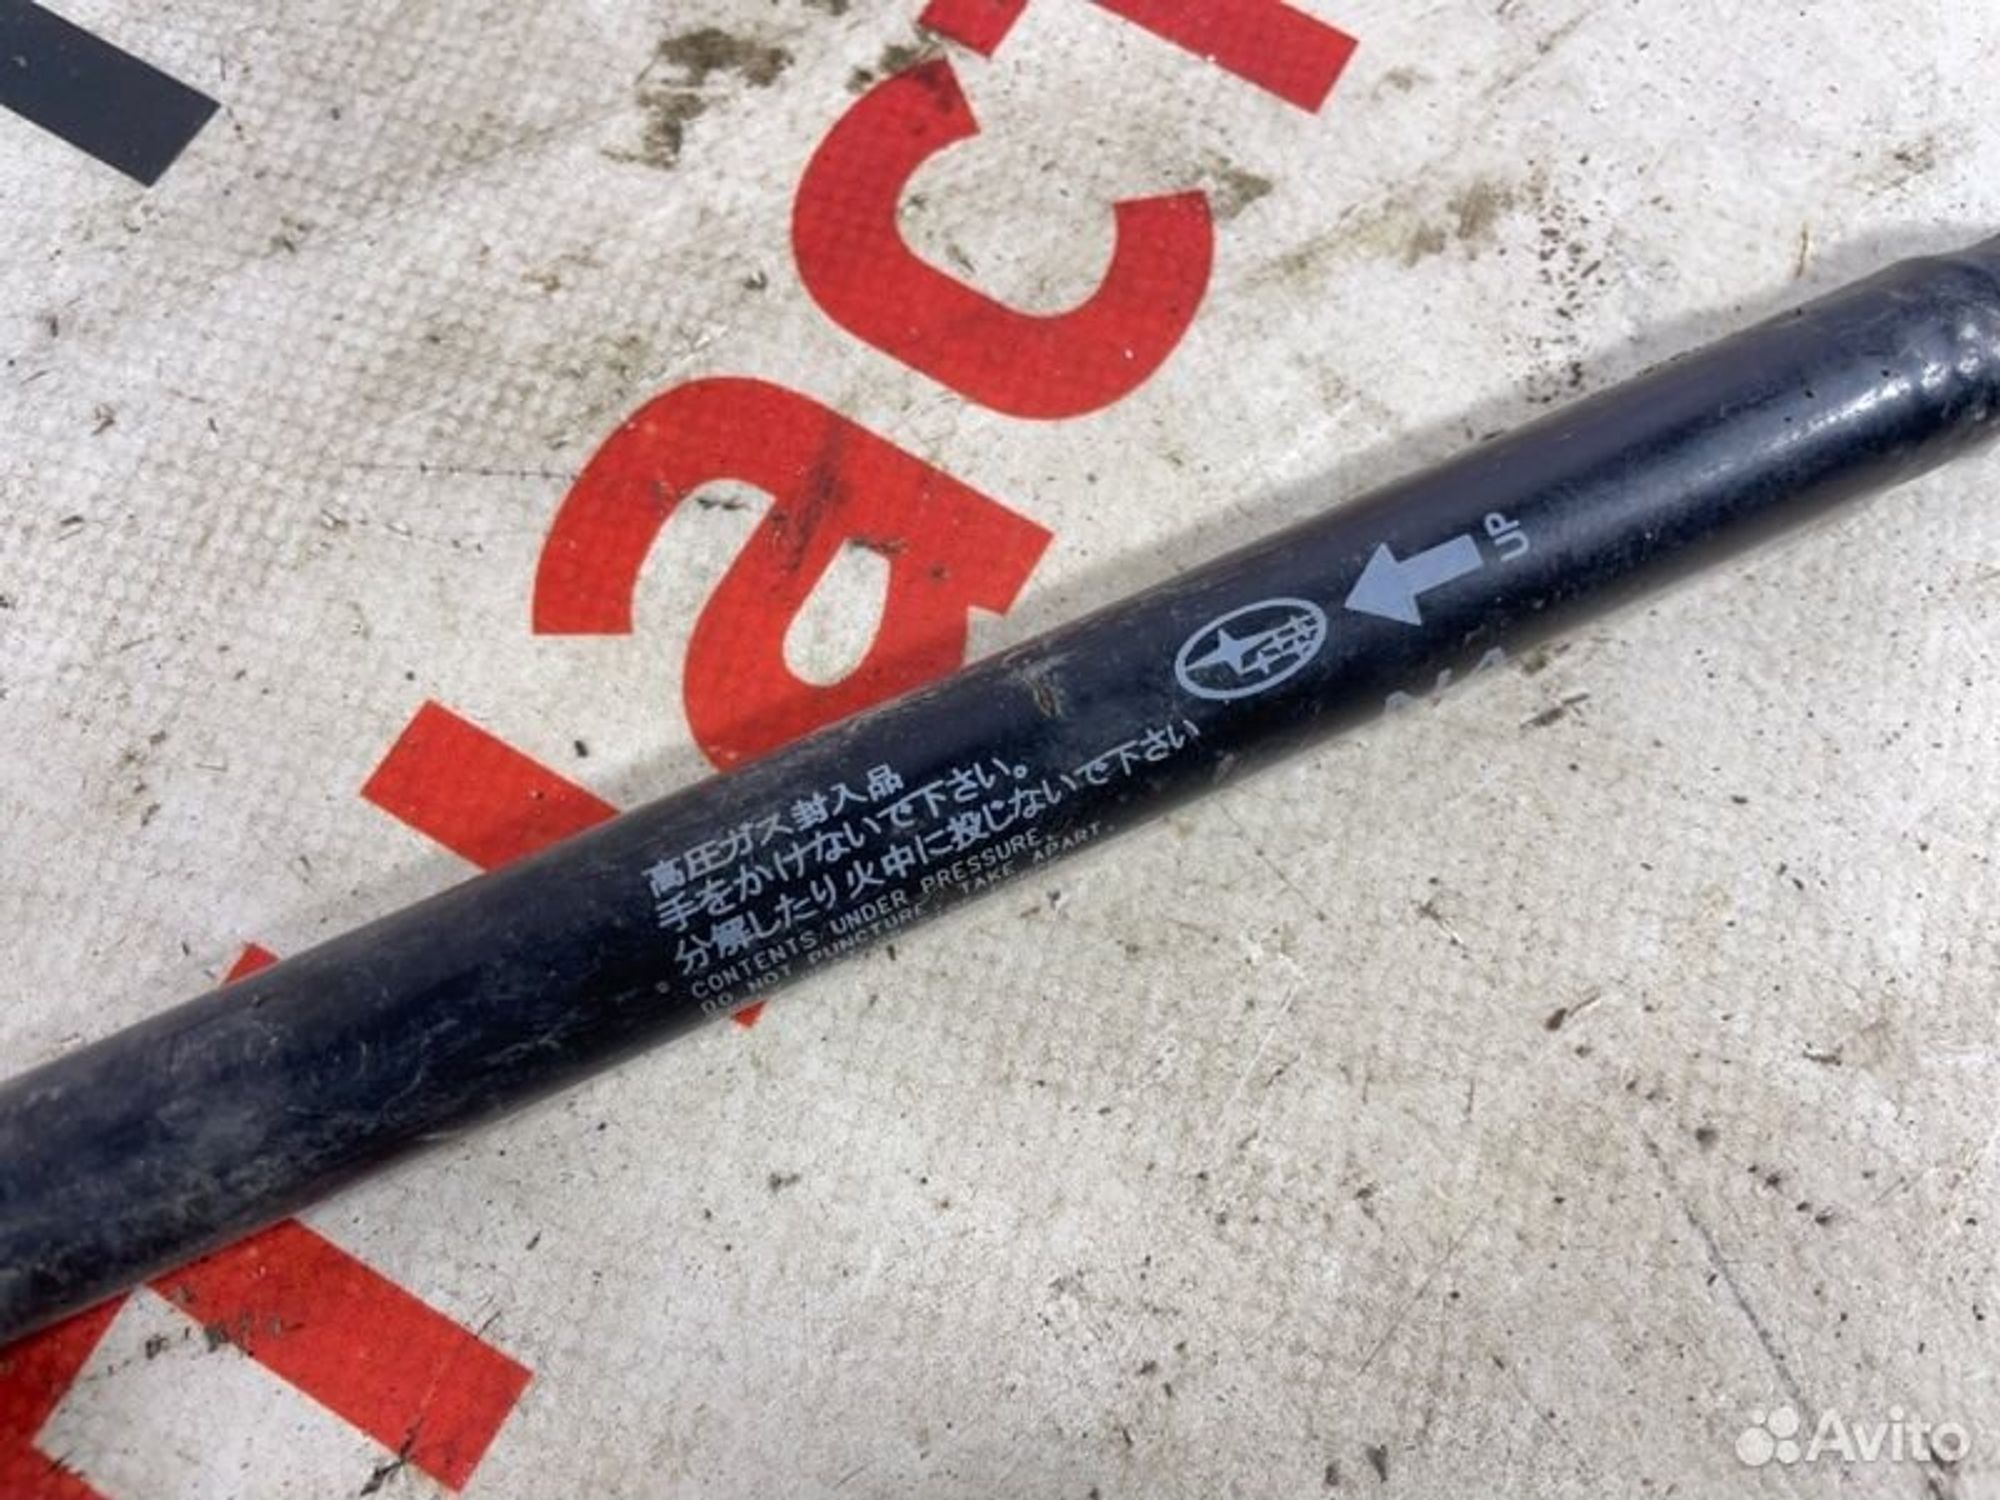 UP
高圧ガス封入品
手をかけないで下さい。
分解したり火中に投じないで下さい
CONTENTS UNDER PRESSURE.
DO NOT PUNCTURE. TAKE APART.
Avito